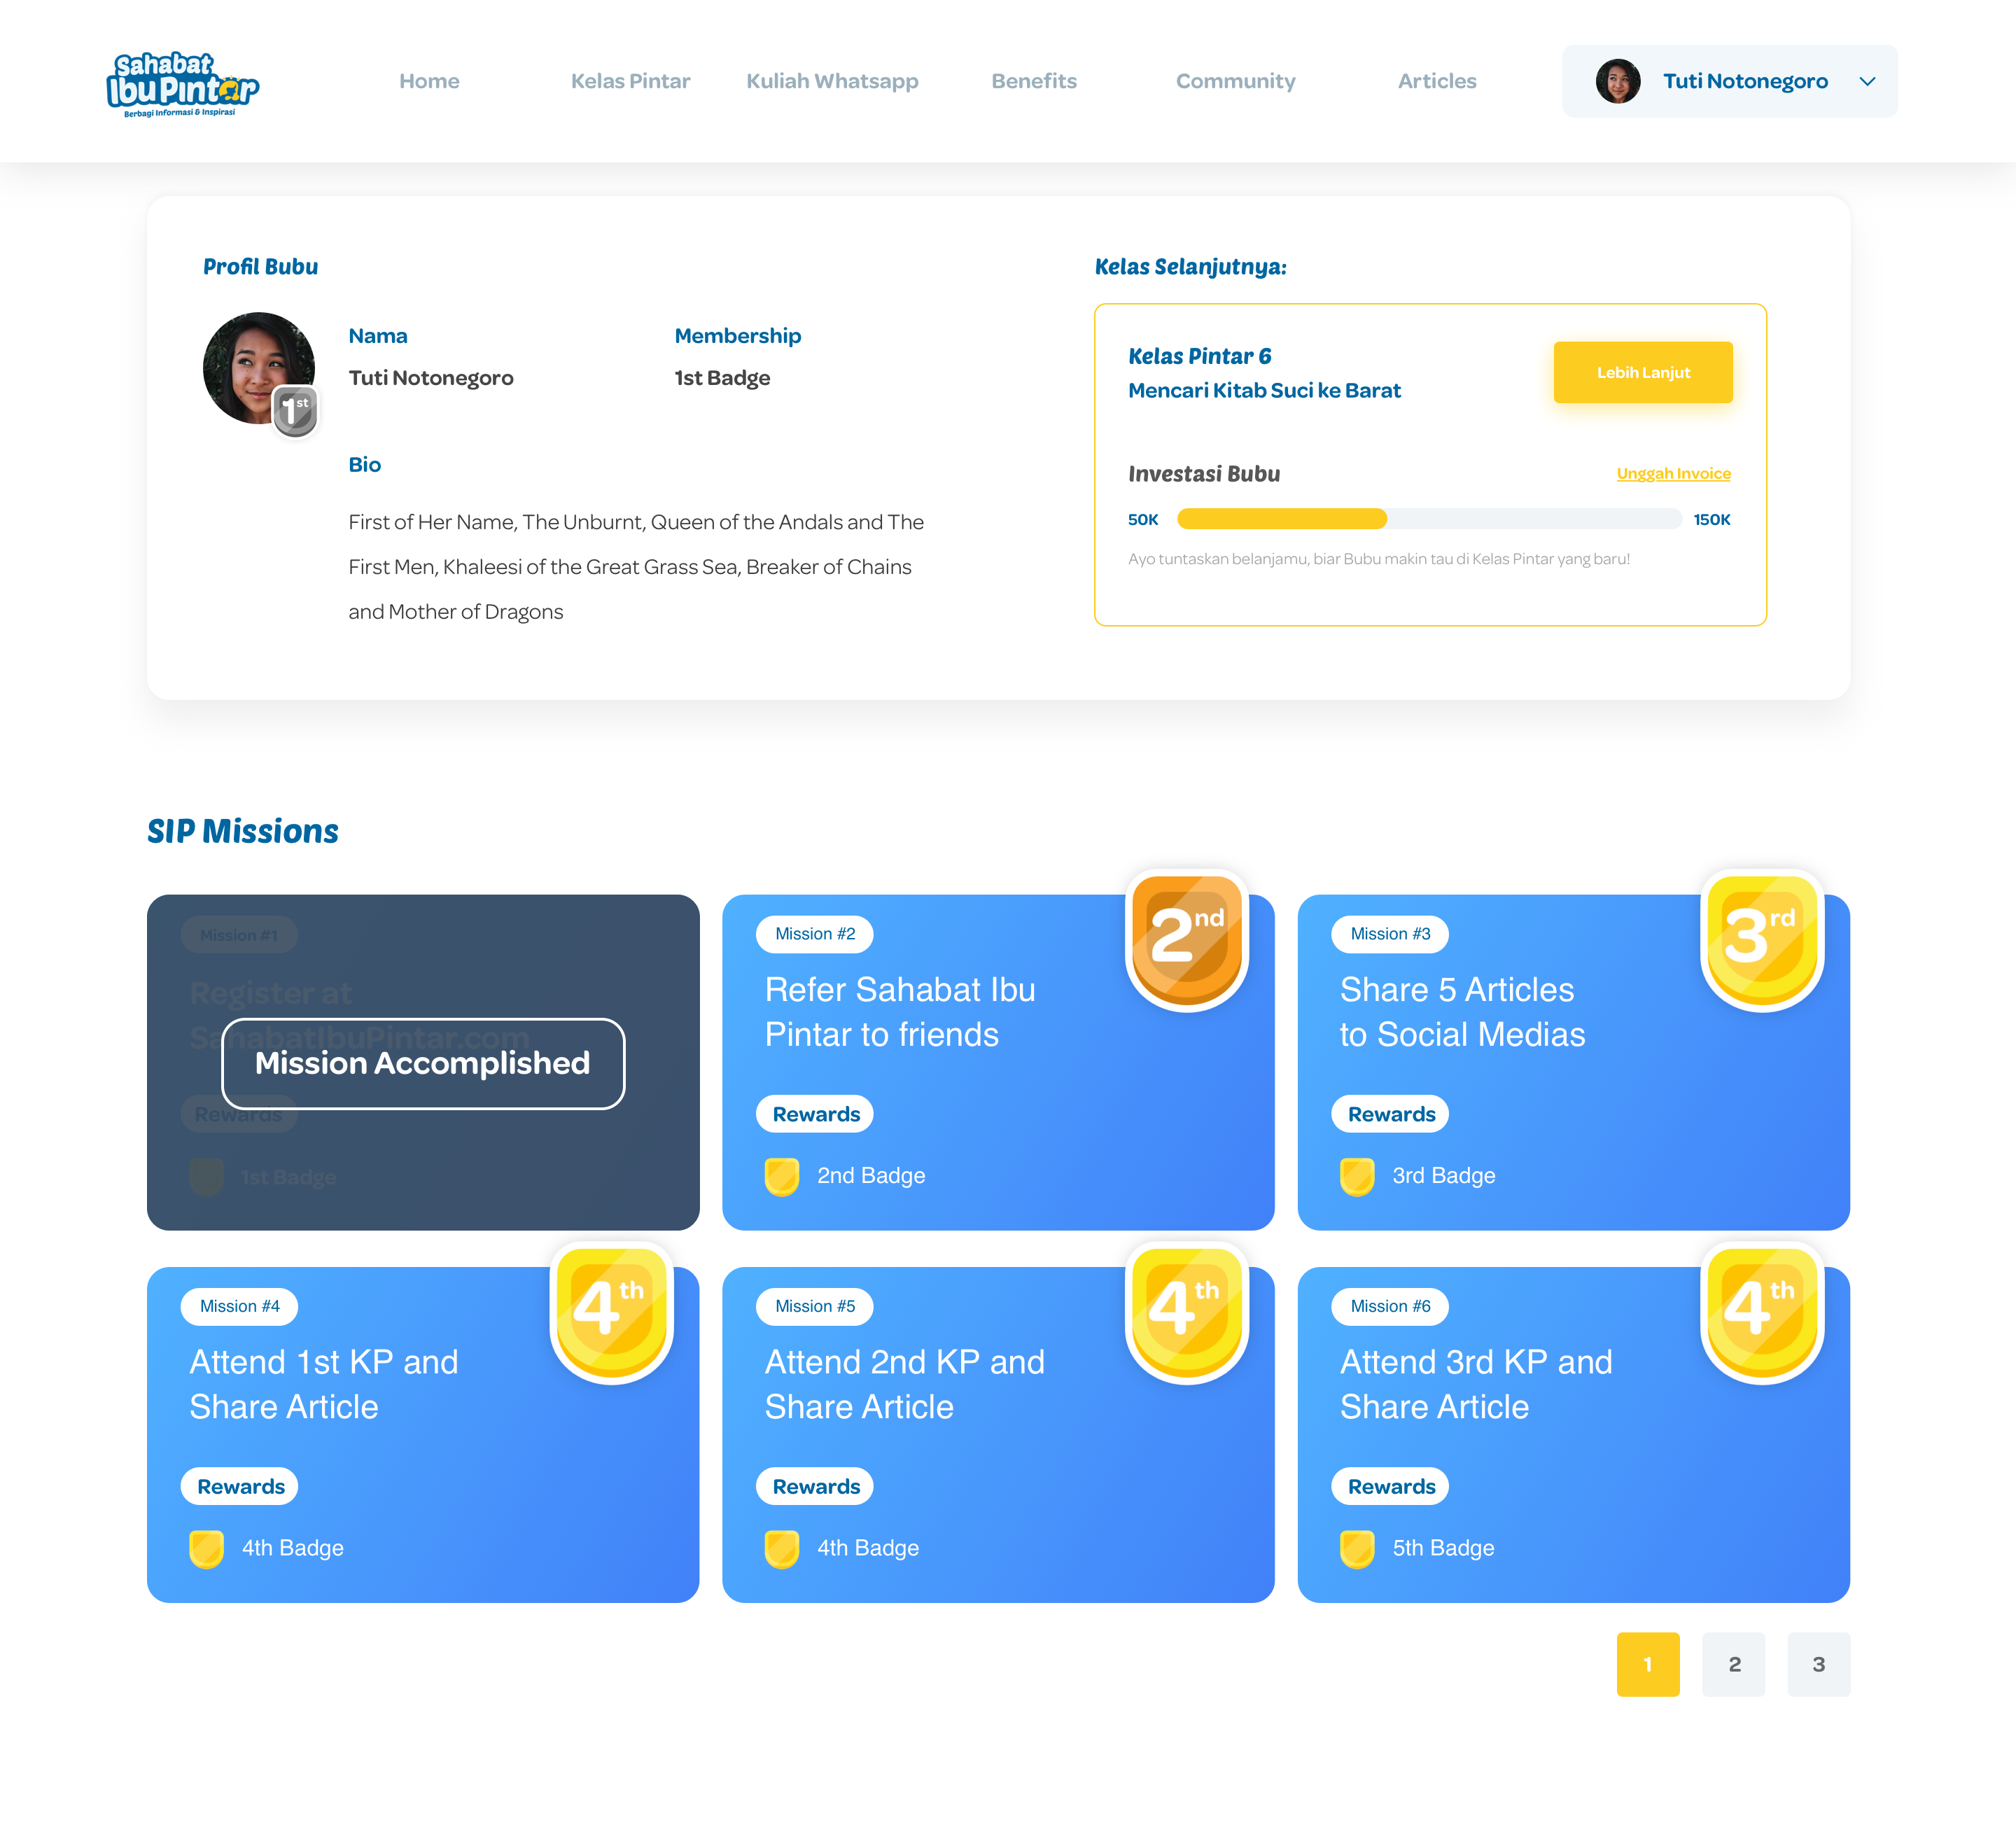 Sahabat
Ibu Pintar
Berbagi Informasi & Inspirasi
Home
Kelas Pintar
Kuliah Whatsapp
Benefits
Community
Articles
Tuti Notonegoro
Profil Bubu
Nama
Tuti Notonegoro
Membership
1st Badge
1st
Bio
First of Her Name, The Unburnt, Queen of the Andals and The
First Men, Khaleesi of the Great Grass Sea, Breaker of Chains
and Mother of Dragons
Kelas Selanjutnya:
Kelas Pintar 6
Mencari Kitab Suci ke Barat
Lebih Lanjut
Investasi Bubu
Unggah Invoice
50K
150K
Ayo tuntaskan belanjamu, biar Bubu makin tau di Kelas Pintar yang baru!
SIP Missions
Mission #1
Register at
SahabatIbuPintar.com
Mission Accomplished
Rewards
1st Badge
Mission #2
2nd
Refer Sahabat Ibu
Pintar to friends
Rewards
2nd Badge
Mission #3
3rd
Share 5 Articles
to Social Medias
Rewards
3rd Badge
Mission #4
4th
Attend 1st KP and
Share Article
Rewards
4th Badge
Mission #5
4th
Attend 2nd KP and
Share Article
Rewards
4th Badge
Mission #6
4th
Attend 3rd KP and
Share Article
Rewards
5th Badge
1
2
3